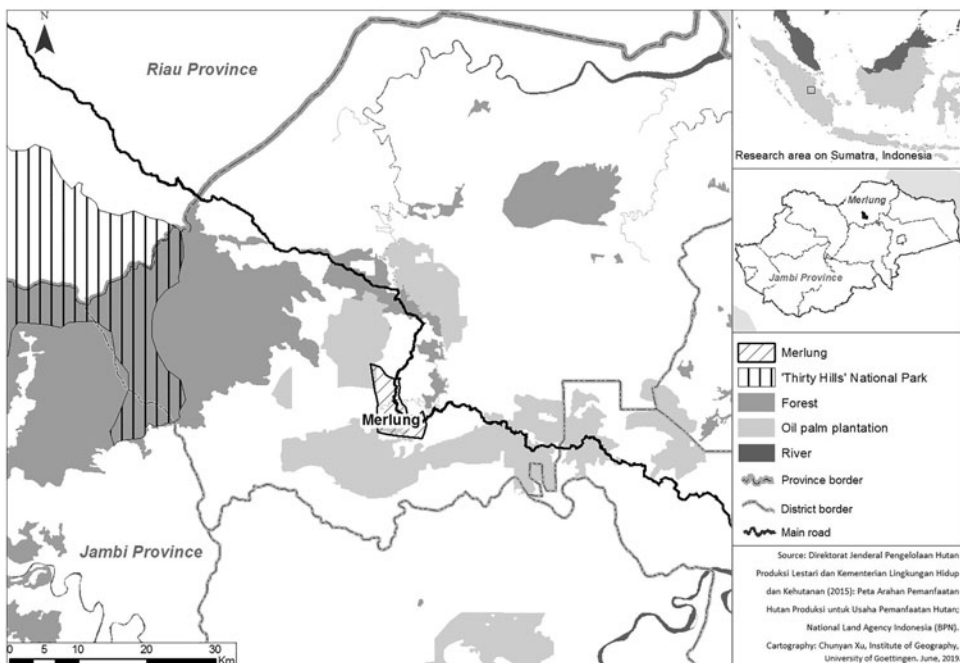 N
Riau Province
Merlung
Jambi Province
0 5 10 20 30
Km
Research area on Sumatra, Indonesia
Merlung
Jambi Province
Merlung
'Thirty Hills' National Park
Forest
Oil palm plantation
River
Province border
District border
Main road
Source: Direktorat Jenderal Pengelolaan Hutan
Produksi Lestari dan Kementerian Lingkungan Hidup
dan Kehutanan (2015): Peta Arahan Pemanfaatan
Hutan Produksi untuk Usaha Pemanfaatan Hutan;
National Land Agency Indonesia (BPN).
Cartography: Chunyan Xu, Institute of Geography,
University of Goettingen. June, 2019